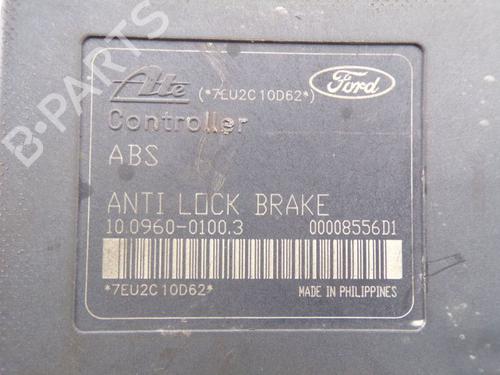 B-PARTS
Ate (*7EU2C10D62*) Ford
Controller
ABS
ANTI LOCK BRAKE
10.0960-0100.3 00008556D1
*7EU2C10D62* MADE IN PHILIPPINES